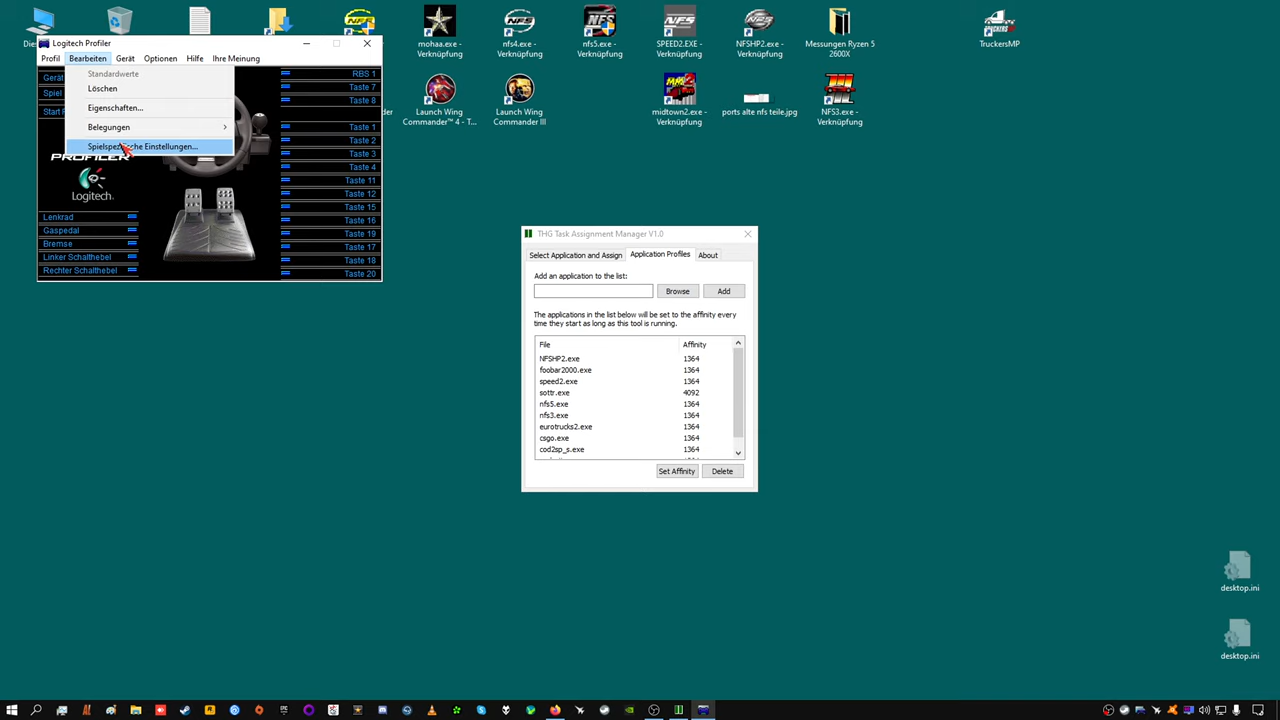 mohaa.exe -
Verknüpfung
nfs4.exe -
Verknüpfung
nfs5.exe -
Verknüpfung
SPEED2.EXE -
Verknüpfung
NFSHP2.exe -
Verknüpfung
Messungen Ryzen 5
2600X
TruckersMP
Launch Wing
Commander™ 4 - T...
Launch Wing
Commander III
midtown2.exe -
Verknüpfung
ports alte nfs teile.jpg
NFS3.exe -
Verknüpfung
Logitech Profiler
Profil
Bearbeiten
Gerät
Optionen
Hilfe
Ihre Meinung
Standardwerte
Löschen
Eigenschaften...
Belegungen
Spielspezifische Einstellungen...
Gerät
Spiel
PROFILER
Logitech
Lenkrad
Gaspedal
Bremse
Linker Schalthebel
Rechter Schalthebel
RBS 1
Taste 7
Taste 8
Taste 1
Taste 2
Taste 3
Taste 4
Taste 11
Taste 12
Taste 15
Taste 16
Taste 19
Taste 17
Taste 18
Taste 20
THG Task Assignment Manager V1.0
Select Application and Assign
Application Profiles
About
Add an application to the list:
Browse
Add
The applications in the list below will be set to the affinity every
time they start as long as this tool is running.
File Affinity
NFSHP2.exe 1364
foobar2000.exe 1364
speed2.exe 1364
sottr.exe 4092
nfs5.exe 1364
nfs3.exe 1364
eurotrucks2.exe 1364
csgo.exe 1364
cod2sp_s.exe 1364
Set Affinity
Delete
desktop.ini
desktop.ini